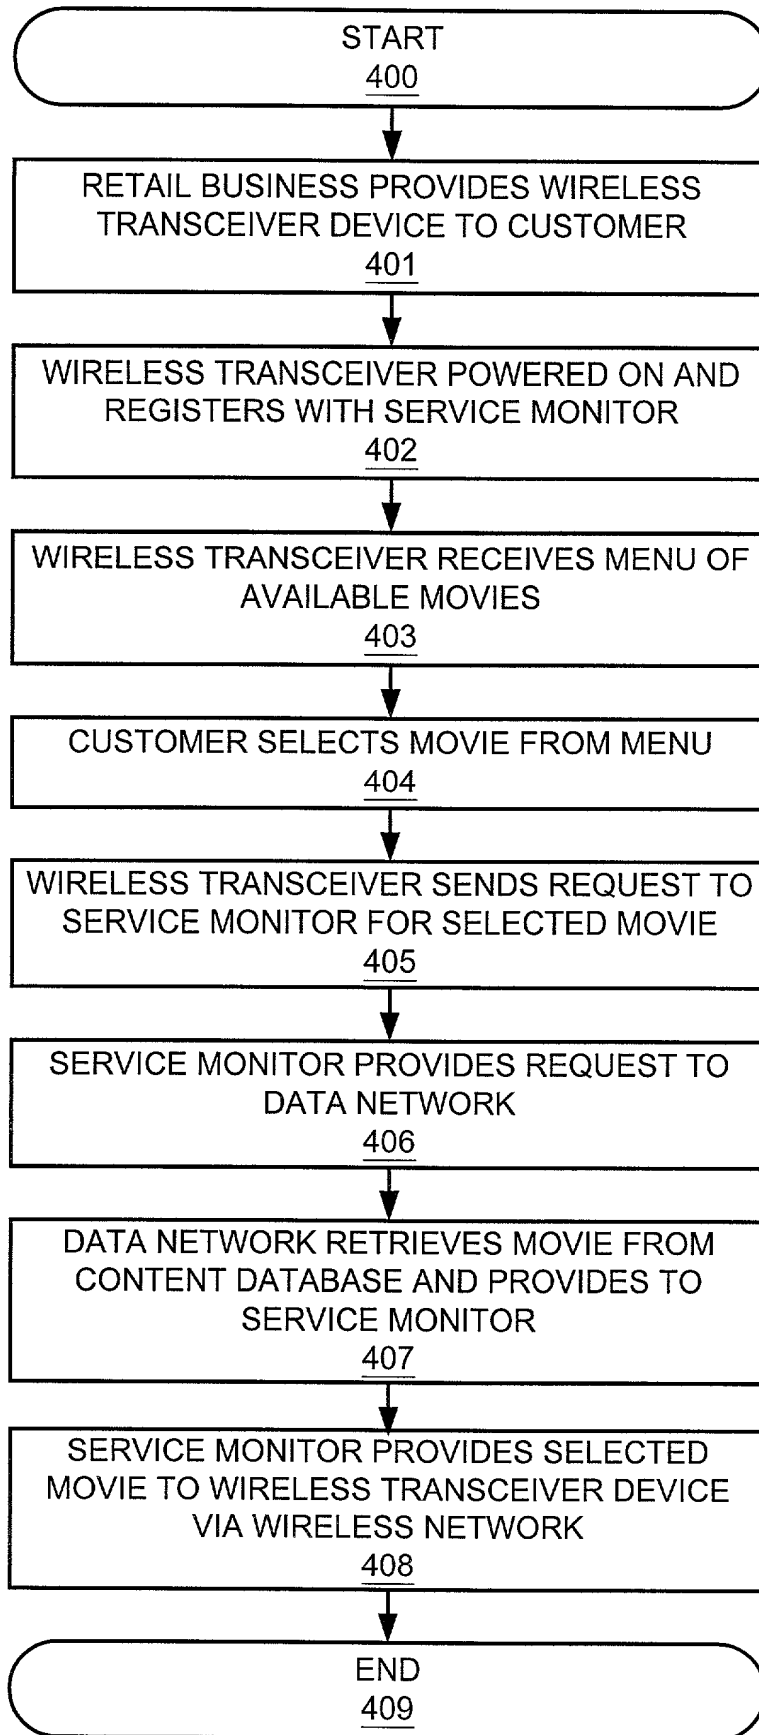 START
400
RETAIL BUSINESS PROVIDES WIRELESS
TRANSCEIVER DEVICE TO CUSTOMER
401
WIRELESS TRANSCEIVER POWERED ON AND
REGISTERS WITH SERVICE MONITOR
402
WIRELESS TRANSCEIVER RECEIVES MENU OF
AVAILABLE MOVIES
403
CUSTOMER SELECTS MOVIE FROM MENU
404
WIRELESS TRANSCEIVER SENDS REQUEST TO
SERVICE MONITOR FOR SELECTED MOVIE
405
SERVICE MONITOR PROVIDES REQUEST TO
DATA NETWORK
406
DATA NETWORK RETRIEVES MOVIE FROM
CONTENT DATABASE AND PROVIDES TO
SERVICE MONITOR
407
SERVICE MONITOR PROVIDES SELECTED
MOVIE TO WIRELESS TRANSCEIVER DEVICE
VIA WIRELESS NETWORK
408
END
409